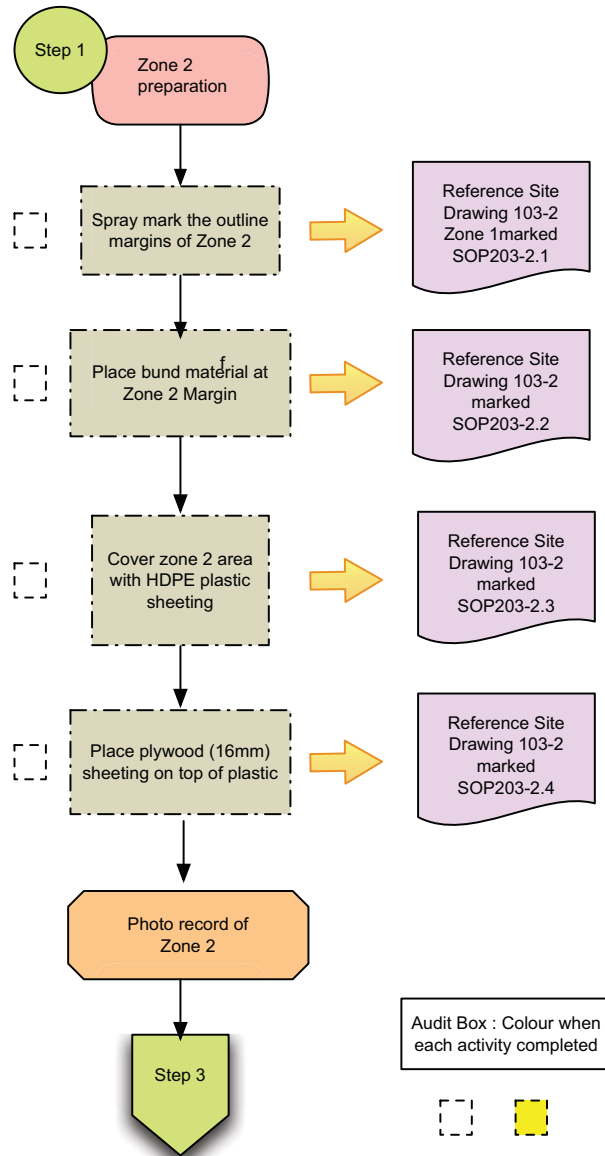 Step 1
Zone 2
preparation
Spray mark the outline
margins of Zone 2
Reference Site
Drawing 103-2
Zone 1marked
SOP203-2.1
f
Place bund material at
Zone 2 Margin
Reference Site
Drawing 103-2
marked
SOP203-2.2
Cover zone 2 area
with HDPE plastic
sheeting
Reference Site
Drawing 103-2
marked
SOP203-2.3
Place plywood (16mm)
sheeting on top of plastic
Reference Site
Drawing 103-2
marked
SOP203-2.4
Photo record of
Zone 2
Step 3
Audit Box : Colour when
each activity completed